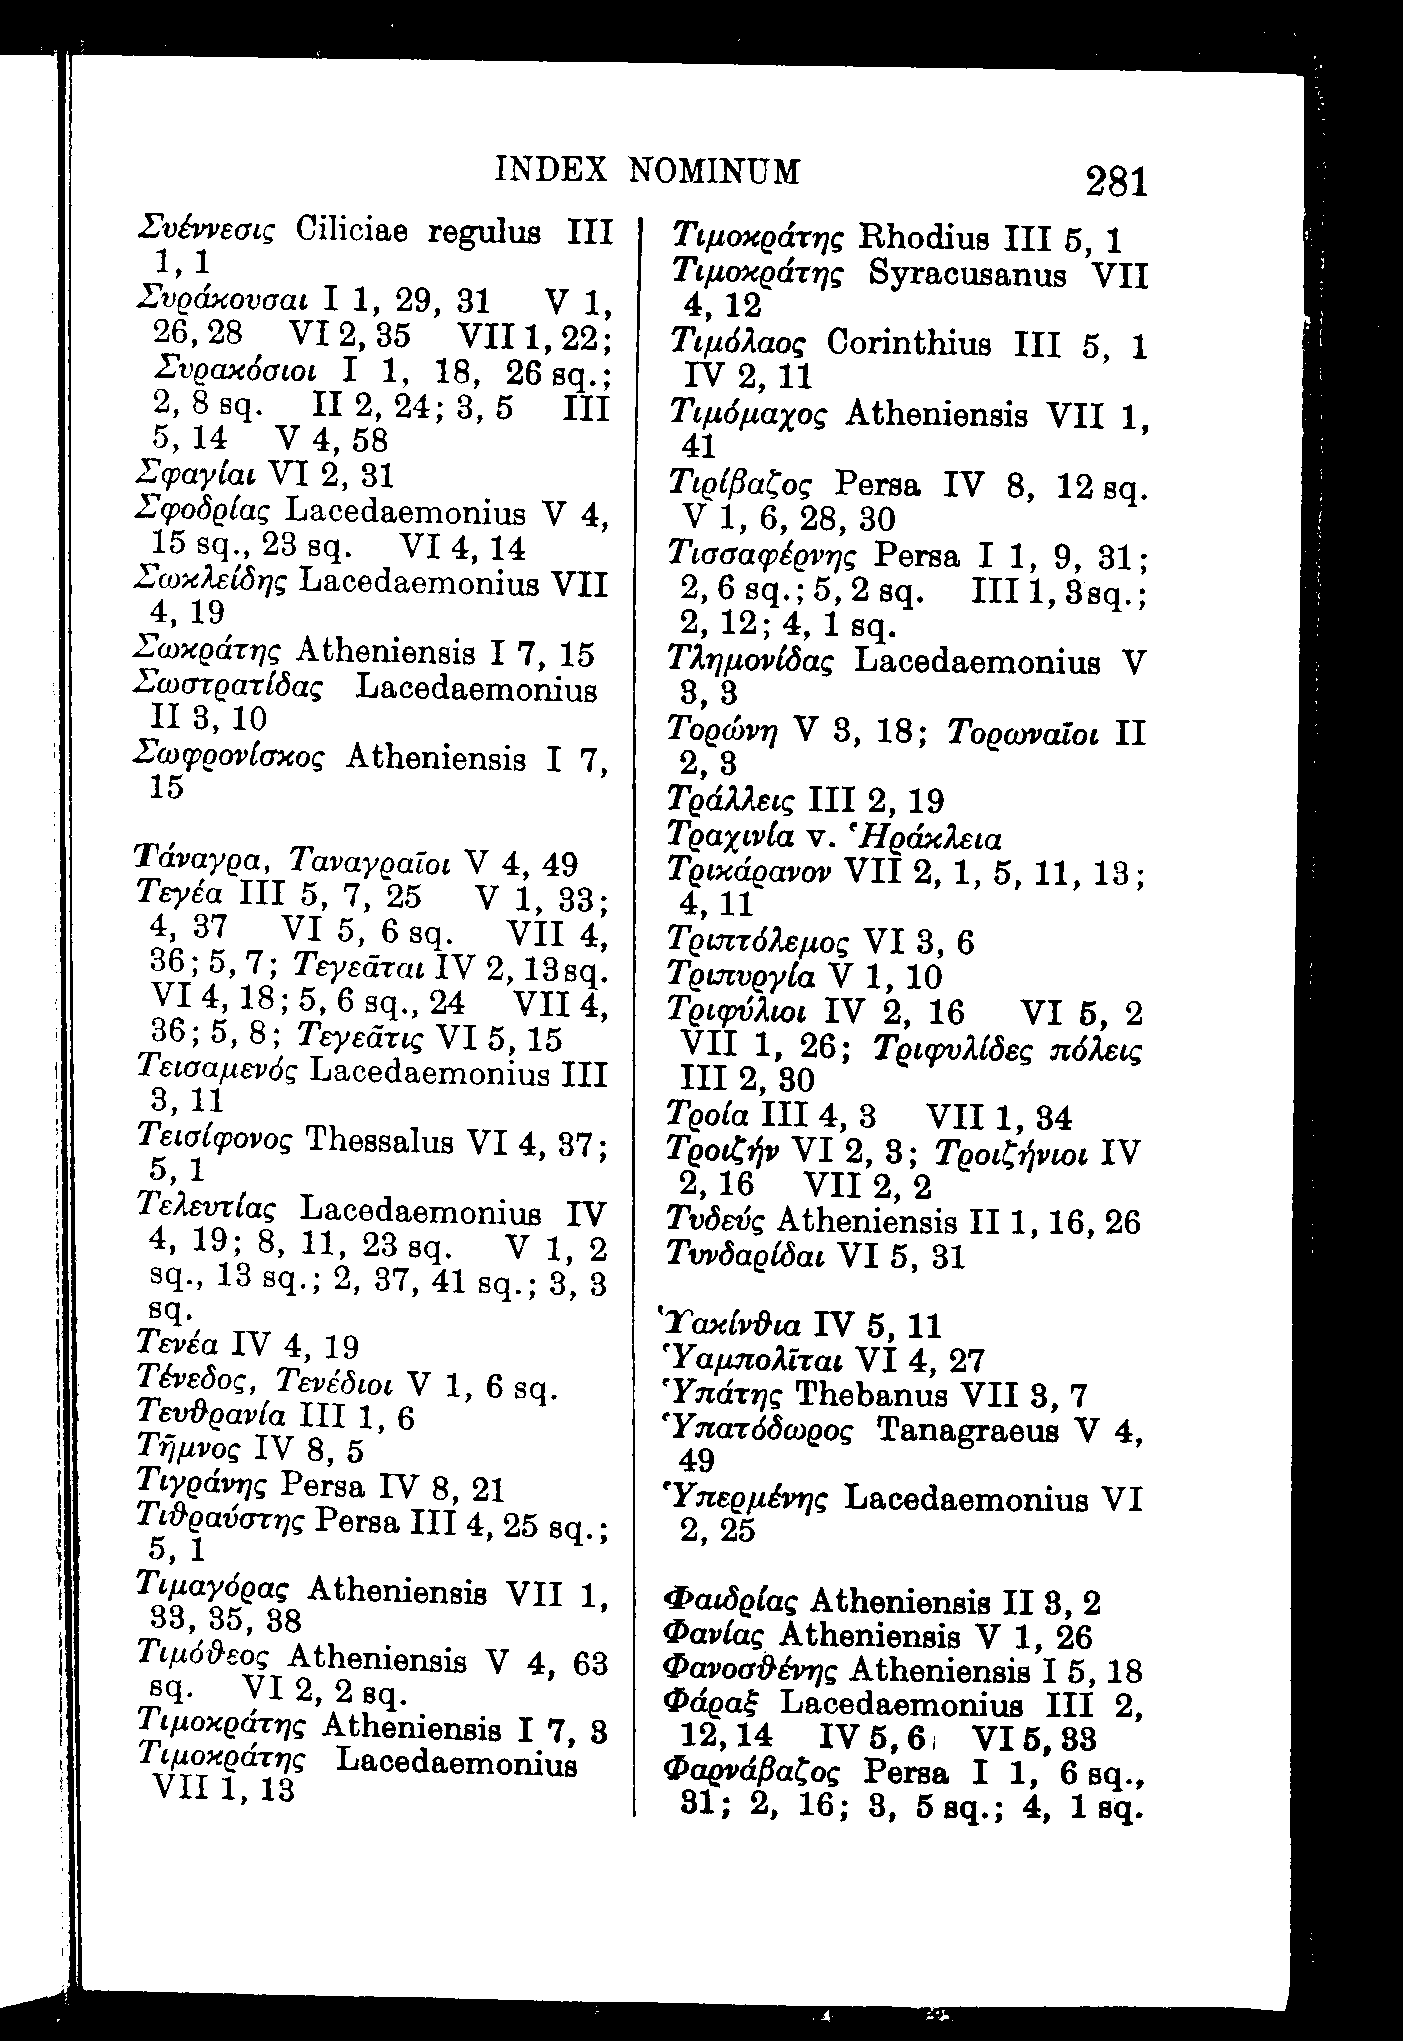 INDEX NOMINUM
281
Συέννεσις Ciliciae regulus III
1, 1
Συράκουσαι I 1, 29, 31 V 1,
26, 28 VI 2, 35 VII 1, 22;
Συρακόσιοι I 1, 18, 26 sq.;
2, 8 sq. II 2, 24; 3, 5 III
5, 14 V 4, 58
Σφαγίαι VI 2, 31
Σφοδρίας Lacedaemonius V 4,
15 sq., 23 sq. VI 4, 14
Σωκλείδης Lacedaemonius VII
4, 19
Σωκράτης Atheniensis I 7, 15
Σωστρατίδας Lacedaemonius
II 3, 10
Σωφρονίσκος Atheniensis I 7,
15
Τάναγρα, Ταναγραῖοι V 4, 49
Τεγέα III 5, 7, 25 V 1, 33;
4, 37 VI 5, 6 sq. VII 4,
36; 5, 7; Τεγεᾶται IV 2, 13 sq.
VI 4, 18; 5, 6 sq., 24 VII 4,
36; 5, 8; Τεγεᾶτις VI 5, 15
Τεισαμενός Lacedaemonius III
3, 11
Τεισίφονος Thessalus VI 4, 37;
5, 1
Τελευτίας Lacedaemonius IV
4, 19; 8, 11, 23 sq. V 1, 2
sq., 13 sq.; 2, 37, 41 sq.; 3, 3
sq.
Τενέα IV 4, 19
Τένεδος, Τενέδιοι V 1, 6 sq.
Τευθρανία III 1, 6
Τῆμνος IV 8, 5
Τιγράνης Persa IV 8, 21
Τιθραύστης Persa III 4, 25 sq.;
5, 1
Τιμαγόρας Atheniensis VII 1,
33, 35, 38
Τιμόθεος Atheniensis V 4, 63
sq. VI 2, 2 sq.
Τιμοκράτης Atheniensis I 7, 3
Τιμοκράτης Lacedaemonius
VII 1, 13
Τιμοκράτης Rhodius III 5, 1
Τιμοκράτης Syracusanus VII
4, 12
Τιμόλαος Corinthius III 5, 1
IV 2, 11
Τιμόμαχος Atheniensis VII 1,
41
Τιρίβαζος Persa IV 8, 12 sq.
V 1, 6, 28, 30
Τισσαφέρνης Persa I 1, 9, 31;
2, 6 sq.; 5, 2 sq. III 1, 3 sq.;
2, 12; 4, 1 sq.
Τλημονίδας Lacedaemonius V
3, 3
Τορώνη V 3, 18; Τορωναῖοι II
2, 3
Τράλλεις III 2, 19
Τραχινία v. Ἡράκλεια
Τρικάρανον VII 2, 1, 5, 11, 13;
4, 11
Τριπτόλεμος VI 3, 6
Τριπυργία V 1, 10
Τριφύλιοι IV 2, 16 VI 5, 2
VII 1, 26; Τριφυλίδες πόλεις
III 2, 30
Τροία III 4, 3 VII 1, 34
Τροιζήν VI 2, 3; Τροιζήνιοι IV
2, 16 VII 2, 2
Τυδεύς Atheniensis II 1, 16, 26
Τυνδαρίδαι VI 5, 31
Ὑακίνθια IV 5, 11
Ὑαμπολῖται VI 4, 27
Ὑπάτης Thebanus VII 3, 7
Ὑπατόδωρος Tanagraeus V 4,
49
Ὑπερμένης Lacedaemonius VI
2, 25
Φαιδρίας Atheniensis II 3, 2
Φανίας Atheniensis V 1, 26
Φανοσθένης Atheniensis I 5, 18
Φάραξ Lacedaemonius III 2,
12, 14 IV 5, 6 VI 5, 33
Φαρνάβαζος Persa I 1, 6 sq.,
31; 2, 16; 3, 5 sq.; 4, 1 sq.